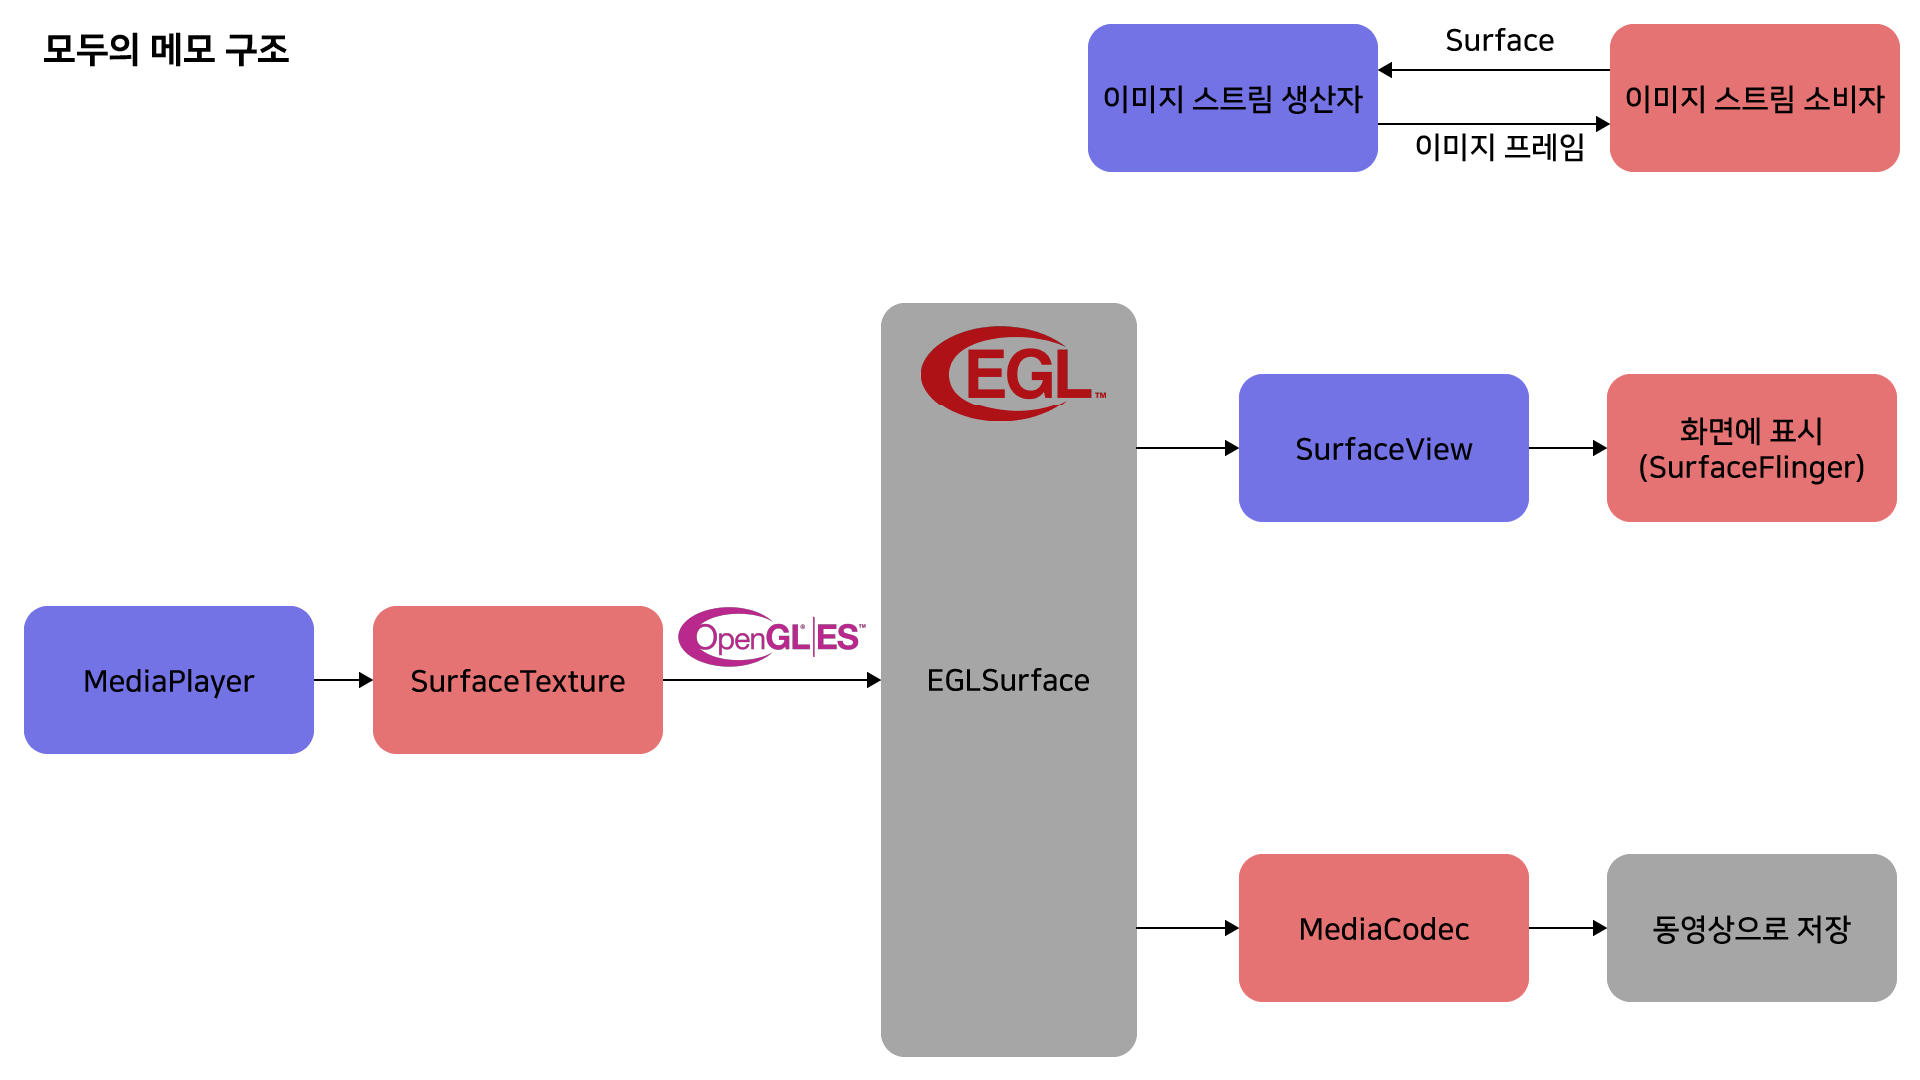 모두의 메모 구조
이미지 스트림 생산자
Surface
이미지 프레임
이미지 스트림 소비자
MediaPlayer
SurfaceTexture
OpenGL|ES™
EGL™
EGLSurface
SurfaceView
화면에 표시
(SurfaceFlinger)
MediaCodec
동영상으로 저장